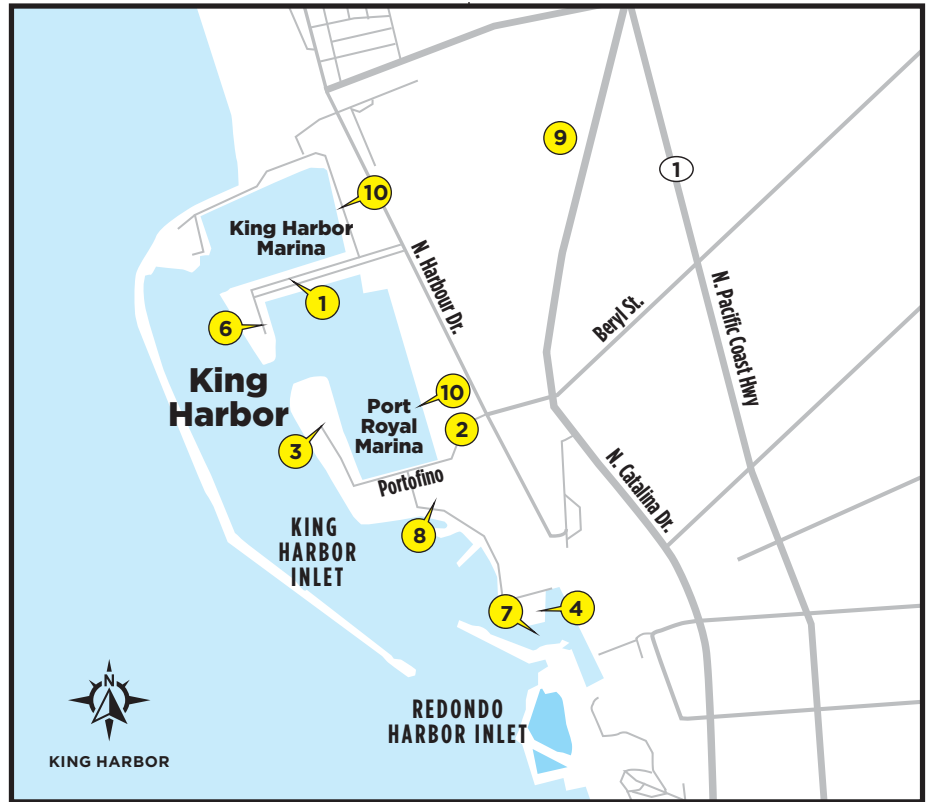 9
1
10
King Harbor
Marina
N. Harbour Dr.
1
6
Beryl St.
N. Pacific Coast Hwy
King
Harbor
10
Port
Royal
Marina
2
3
Portofino
N. Catalina Dr.
8
KING
HARBOR
INLET
7
4
REDONDO
HARBOR INLET
N
KING HARBOR